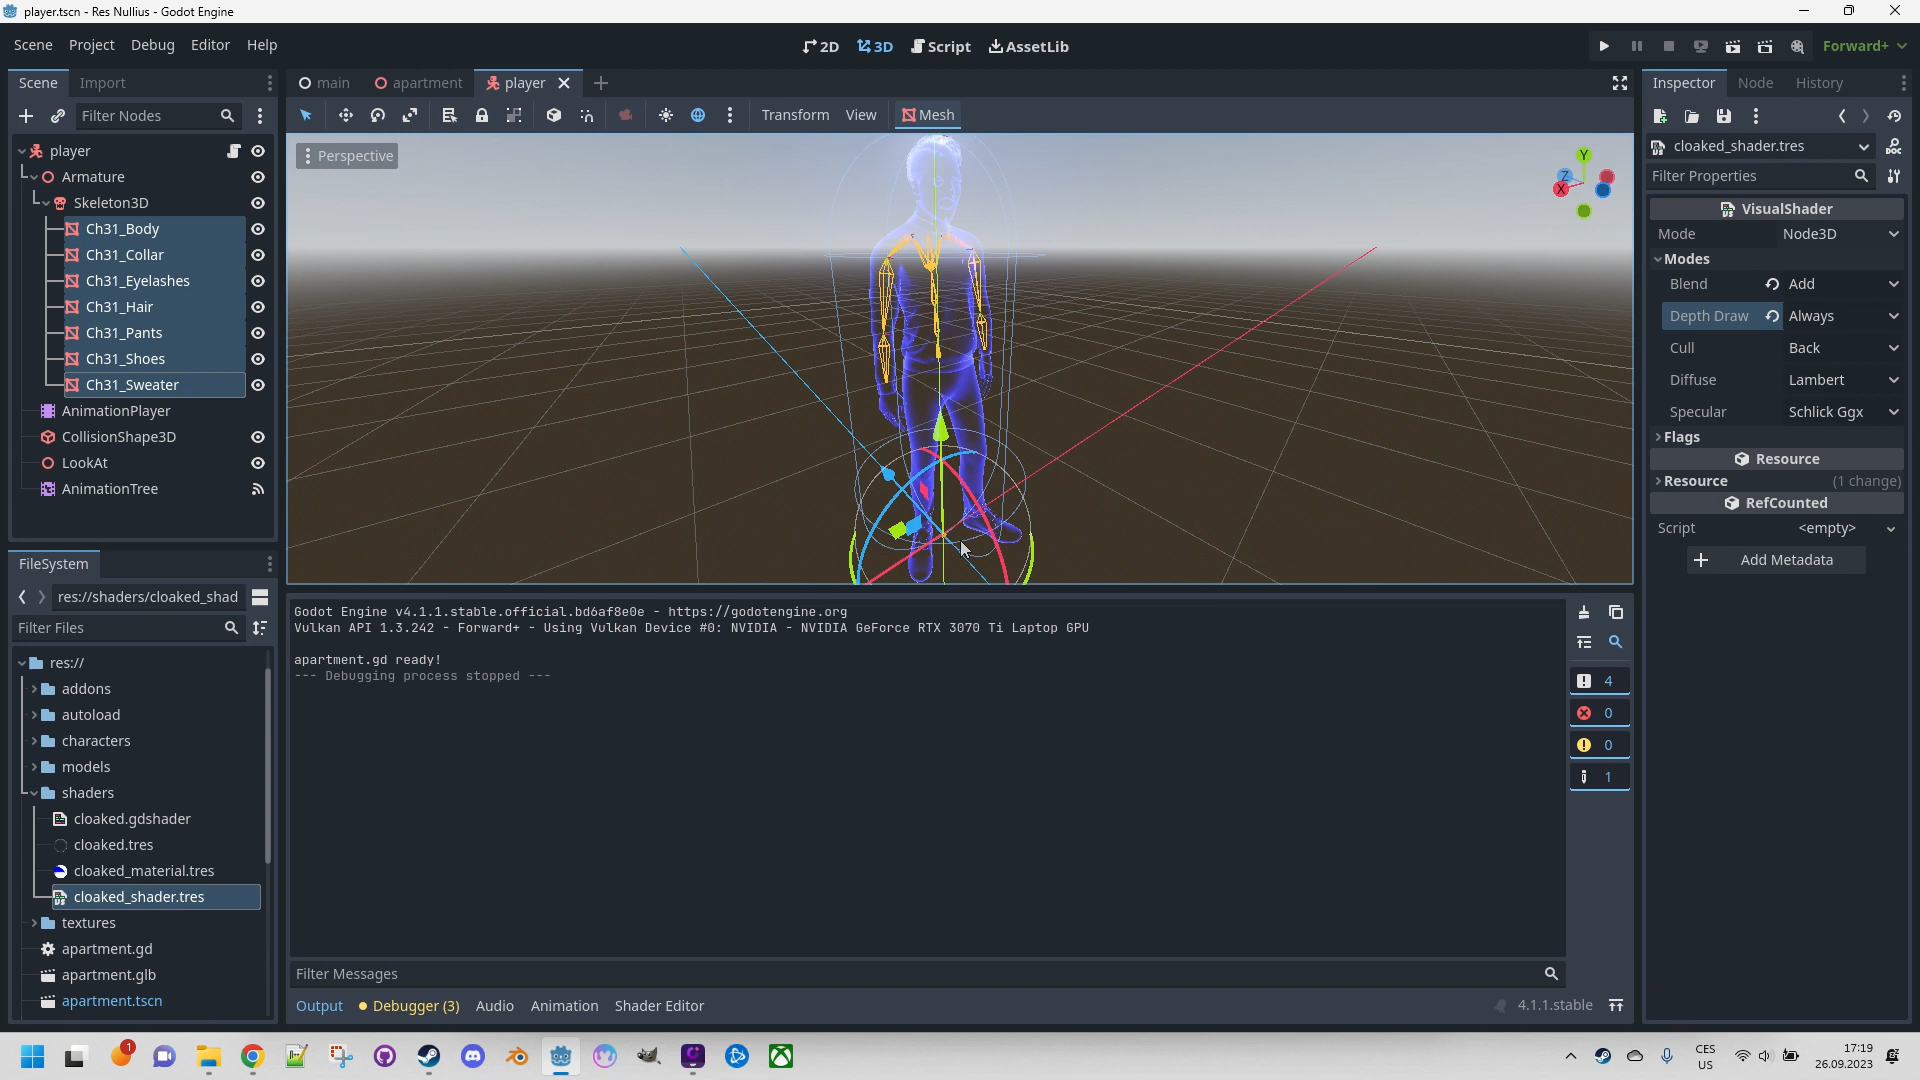 player.tscn - Res Nullius - Godot Engine
Scene Project Debug Editor Help
2D 3D Script AssetLib
Forward+
Scene Import
main apartment player
Inspector Node History
Filter Nodes
Transform View Mesh
cloaked_shader.tres
Filter Properties
player
Armature
Skeleton3D
Ch31_Body
Ch31_Collar
Ch31_Eyelashes
Ch31_Hair
Ch31_Pants
Ch31_Shoes
Ch31_Sweater
AnimationPlayer
CollisionShape3D
LookAt
AnimationTree
Perspective
Y
Z
X
VisualShader
Mode Node3D
Modes
Blend Add
Depth Draw Always
Cull Back
Diffuse Lambert
Specular Schlick Ggx
Flags
Resource
Resource (1 change)
RefCounted
Script <empty>
Add Metadata
FileSystem
res://shaders/cloaked_shad
Filter Files
res://
addons
autoload
characters
models
shaders
cloaked.gdshader
cloaked.tres
cloaked_material.tres
cloaked_shader.tres
textures
apartment.gd
apartment.glb
apartment.tscn
Godot Engine v4.1.1.stable.official.bd6af8e0e - https://godotengine.org
Vulkan API 1.3.242 - Forward+ - Using Vulkan Device #0: NVIDIA - NVIDIA GeForce RTX 3070 Ti Laptop GPU
apartment.gd ready!
--- Debugging process stopped ---
4
0
0
1
Filter Messages
Output Debugger (3) Audio Animation Shader Editor
4.1.1.stable
1
CES
US
17:19
26.09.2023